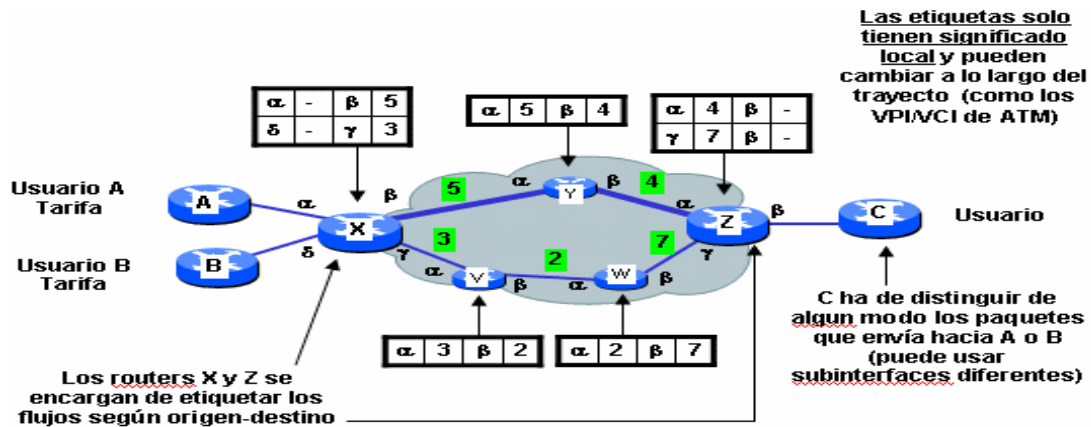 Las etiquetas solo
tienen significado
local y pueden
cambiar a lo largo del
trayecto (como los
VPI/VCI de ATM)
α - β 5
δ - γ 3
α 5 β 4
α 4 β -
γ 7 β -
Usuario A
Tarifa
A
α
β
5
α
Y
β
4
α
X
Z
β
C
Usuario
Usuario B
Tarifa
B
δ
γ
3
α
V
β
2
α
W
β
7
γ
α 3 β 2
α 2 β 7
C ha de distinguir de
algun modo los paquetes
que envía hacia A o B
(puede usar
subinterfaces diferentes)
Los routers X y Z se
encargan de etiquetar los
flujos según origen-destino